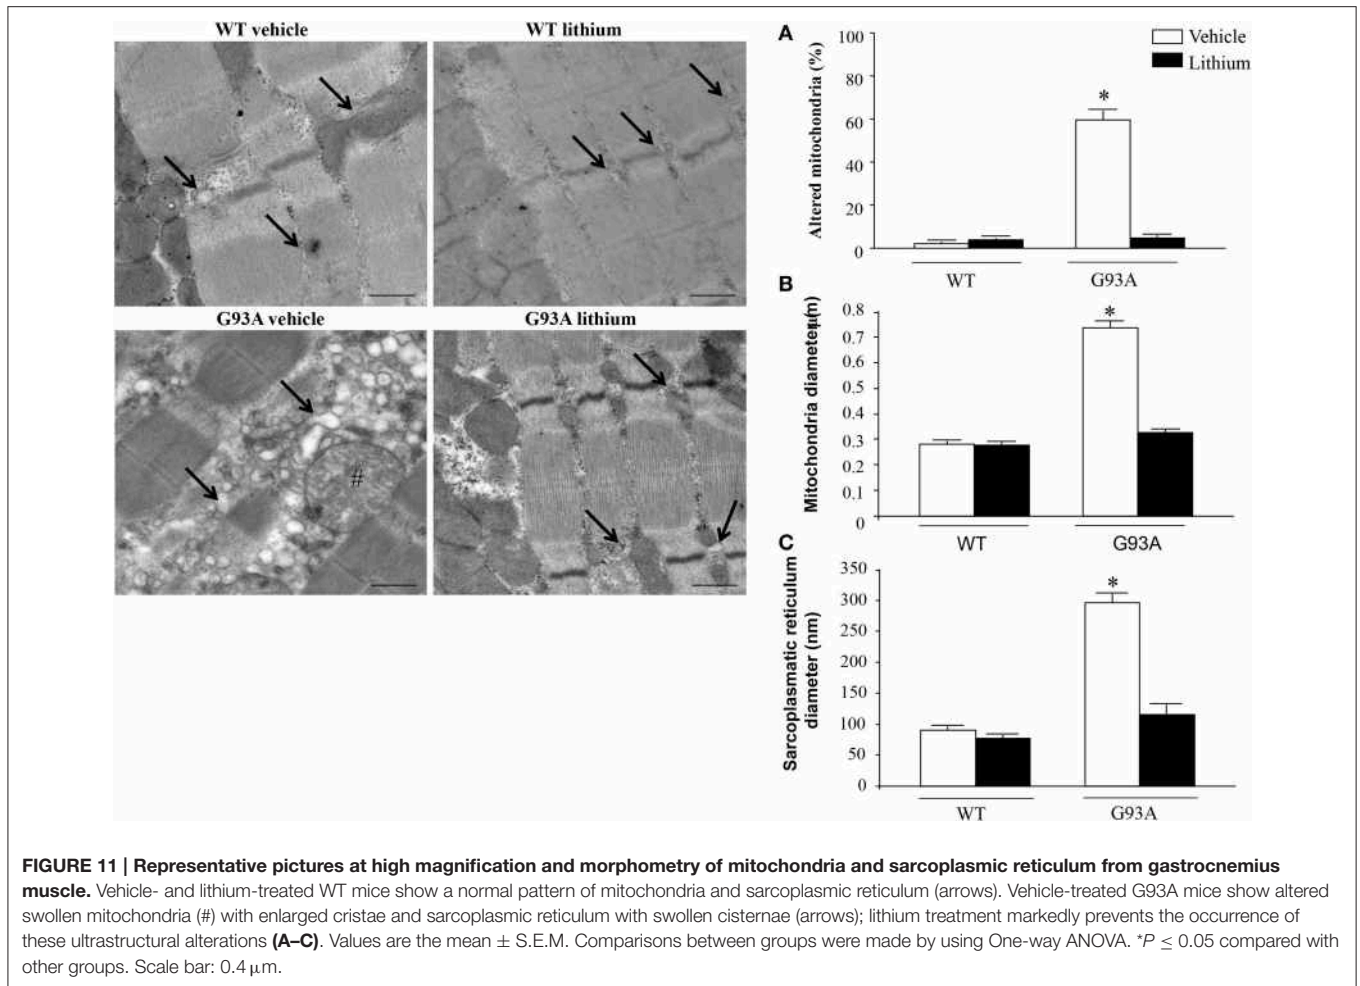 WT vehicle
WT lithium
G93A vehicle
G93A lithium
#
A
Altered mitochondria (%)
100
80
60
40
20
0
*
Vehicle
Lithium
WT
G93A
B
Mitochondria diameter(μm)
0.8
0.7
0.6
0.5
0.4
0.3
0.2
0.1
0
*
WT
G93A
C
Sarcoplasmatic reticulum
diameter (nm)
350
300
250
200
150
100
50
0
*
WT
G93A
FIGURE 11 | Representative pictures at high magnification and morphometry of mitochondria and sarcoplasmic reticulum from gastrocnemius
muscle. Vehicle- and lithium-treated WT mice show a normal pattern of mitochondria and sarcoplasmic reticulum (arrows). Vehicle-treated G93A mice show altered
swollen mitochondria (#) with enlarged cristae and sarcoplasmic reticulum with swollen cisternae (arrows); lithium treatment markedly prevents the occurrence of
these ultrastructural alterations (A–C). Values are the mean ± S.E.M. Comparisons between groups were made by using One-way ANOVA. *P ≤ 0.05 compared with
other groups. Scale bar: 0.4 μm.